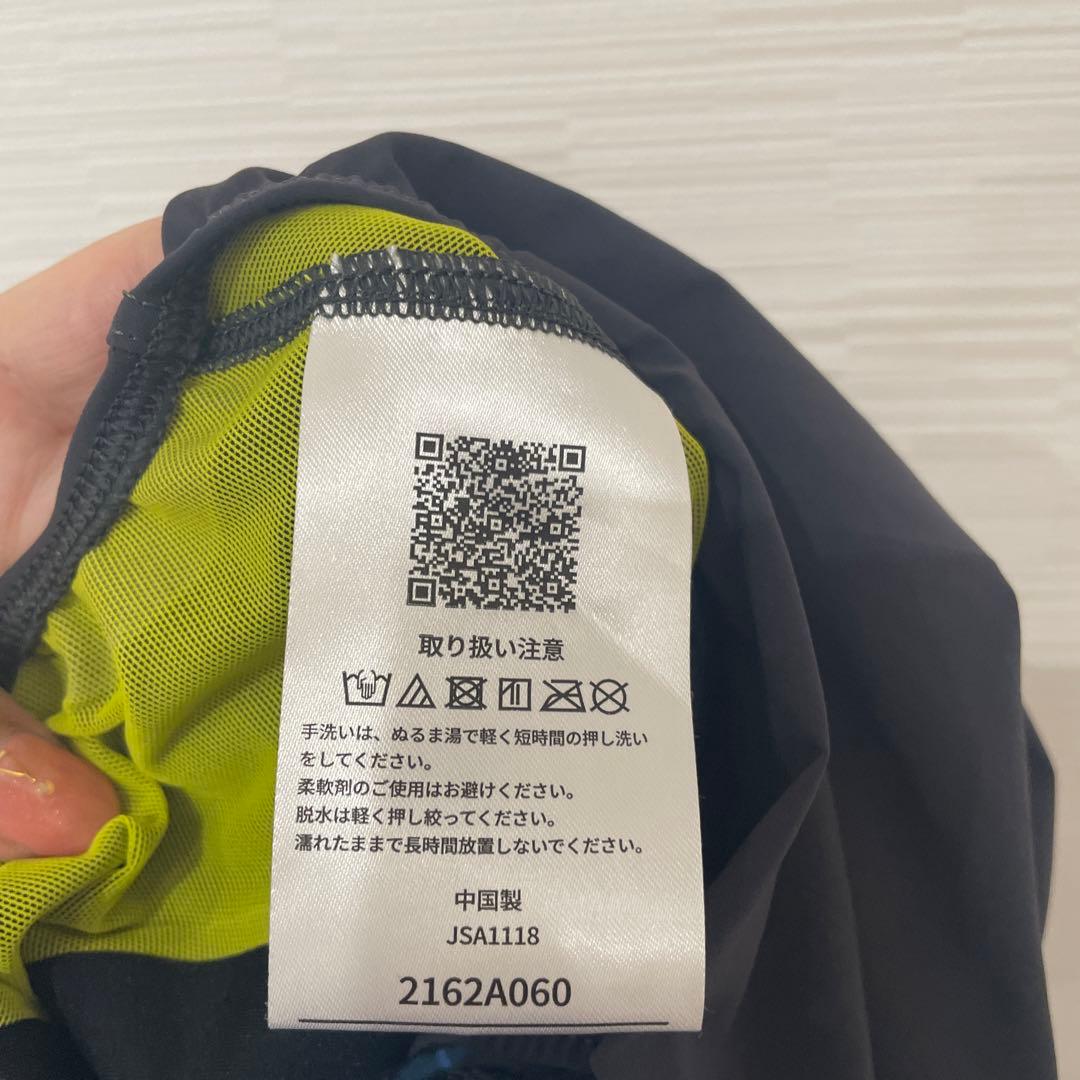 取り扱い注意
手洗いは、ぬるま湯で軽く短時間の押し洗い
をしてください。
柔軟剤のご使用はお避けください。
脱水は軽く押し絞ってください。
濡れたままで長時間放置しないでください。
中国製
JSA1118
2162A060